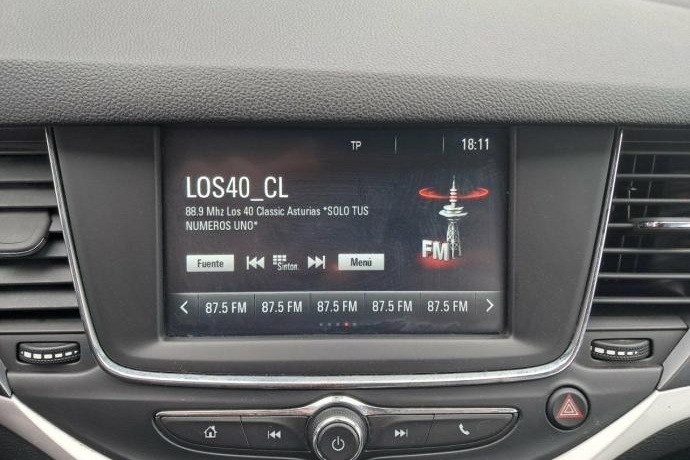 TP 18:11
LOS40_CL
88.9 Mhz Los 40 Classic Asturias *SOLO TUS
NUMEROS UNO*
FM
Fuente Sinton. Menú
87.5 FM 87.5 FM 87.5 FM 87.5 FM 87.5 FM